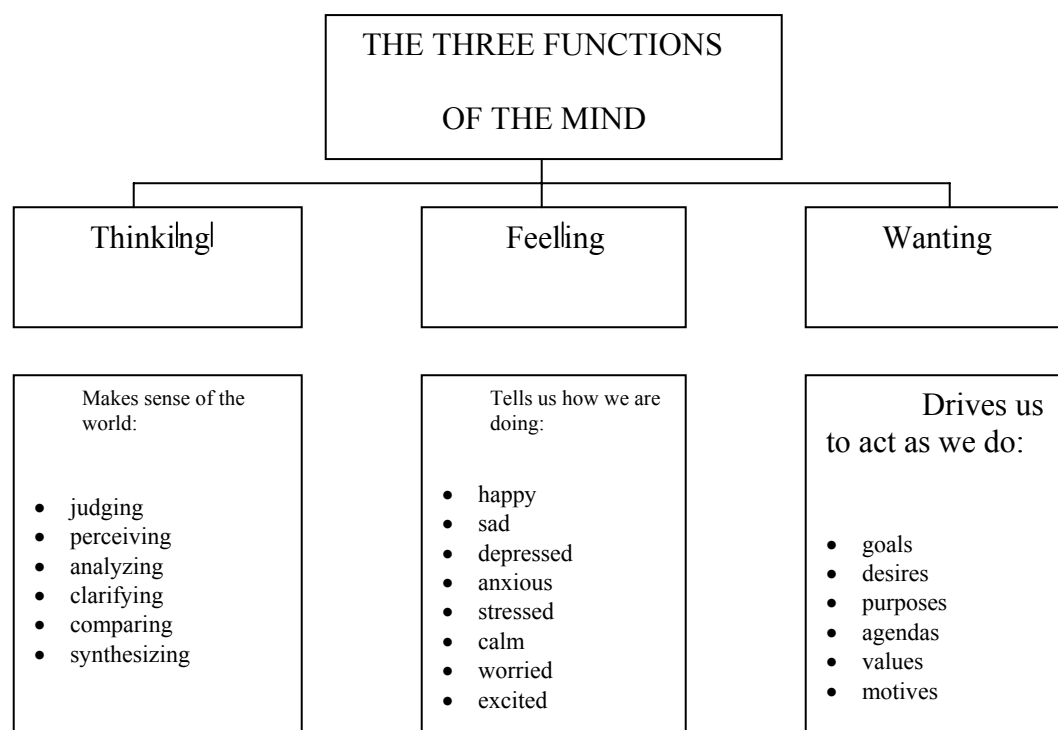 THE THREE FUNCTIONS
OF THE MIND
Thinking
Feeling
Wanting
Makes sense of the
world:
• judging
• perceiving
• analyzing
• clarifying
• comparing
• synthesizing
Tells us how we are
doing:
• happy
• sad
• depressed
• anxious
• stressed
• calm
• worried
• excited
Drives us
to act as we do:
• goals
• desires
• purposes
• agendas
• values
• motives